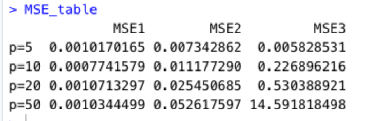 > MSE_table
MSE1 MSE2 MSE3
p=5 0.0010170165 0.007342862 0.005828531
p=10 0.0007741579 0.011177290 0.226896216
p=20 0.0010713297 0.025450685 0.530388921
p=50 0.0010344499 0.052617597 14.591818498